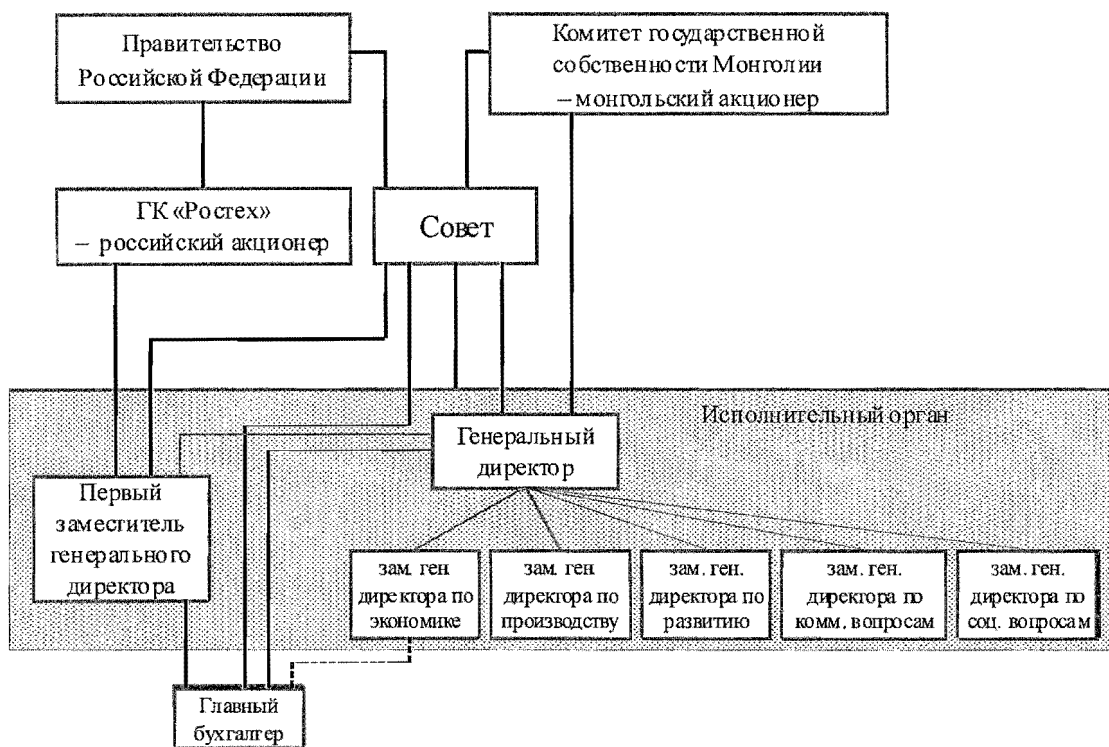 Правительство
Российской Федерации
Комитет государственной
собственности Монголии
– монгольский акционер
ГК «Ростех»
– российский акционер
Совет
Исполнительный орган
Генеральный
директор
Первый
заместитель
генерального
директора
зам. ген.
директора по
экономике
зам. ген.
директора по
производству
зам. ген.
директора по
развитию
зам. ген.
директора по
комм. вопросам
зам. ген.
директора по
соц. вопросам
Главный
бухгалтер